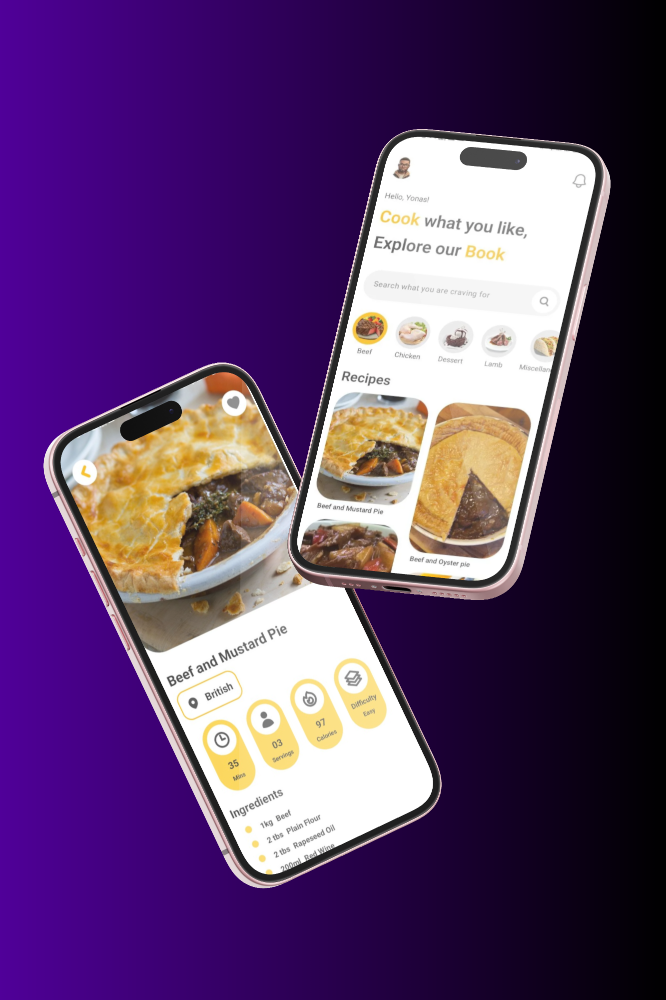 Hello, Yonas!
Cook what you like,
Explore our Book
Search what you are craving for
Beef
Chicken
Dessert
Lamb
Recipes
Beef and Mustard Pie
Beef and Oyster pie
Beef and Mustard Pie
British
35
Mins
03
Servings
97
Calories
Difficulty
Easy
Ingredients
1kg Beef
2 tbs Plain Flour
2 tbs Rapeseed Oil
200ml Red Wine